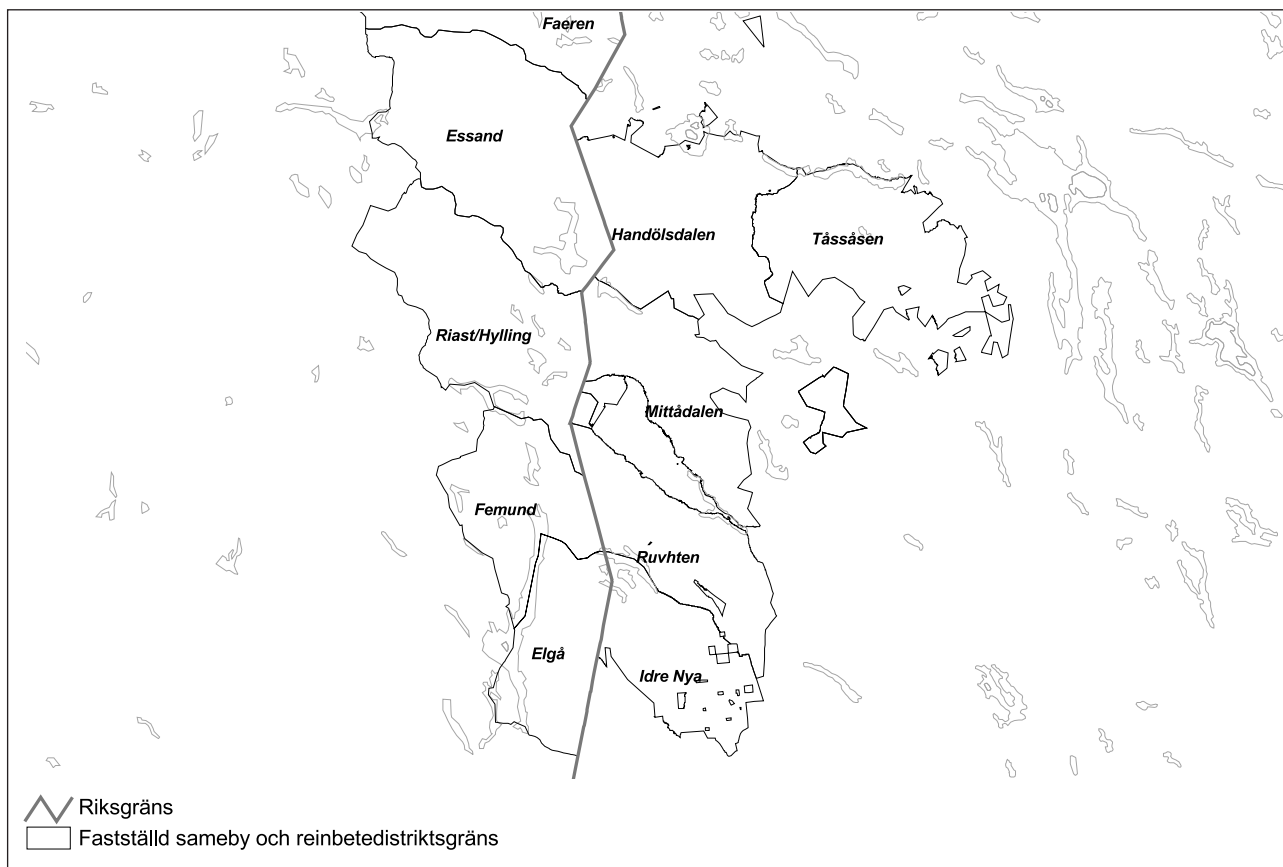 Faeren
Essand
Handölsdalen
Tåssåsen
Riast/Hylling
Mittådalen
Femund
Ruvhten
Elgå
Idre Nya
Riksgräns
Fastställd sameby och reinbetedistriktsgräns